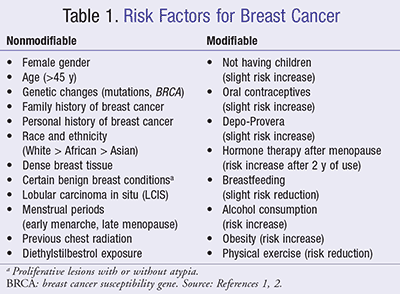 Table 1. Risk Factors for Breast Cancer
Nonmodifiable
• Female gender
• Age (>45 y)
• Genetic changes (mutations, BRCA)
• Family history of breast cancer
• Personal history of breast cancer
• Race and ethnicity
(White > African > Asian)
• Dense breast tissue
• Certain benign breast conditionsª
• Lobular carcinoma in situ (LCIS)
• Menstrual periods
(early menarche, late menopause)
• Previous chest radiation
• Diethylstilbestrol exposure
Modifiable
• Not having children
(slight risk increase)
• Oral contraceptives
(slight risk increase)
• Depo-Provera
(slight risk increase)
• Hormone therapy after menopause
(risk increase after 2 y of use)
• Breastfeeding
(slight risk reduction)
• Alcohol consumption
(risk increase)
• Obesity (risk increase)
• Physical exercise (risk reduction)
ª Proliferative lesions with or without atypia.
BRCA: breast cancer susceptibility gene. Source: References 1, 2.